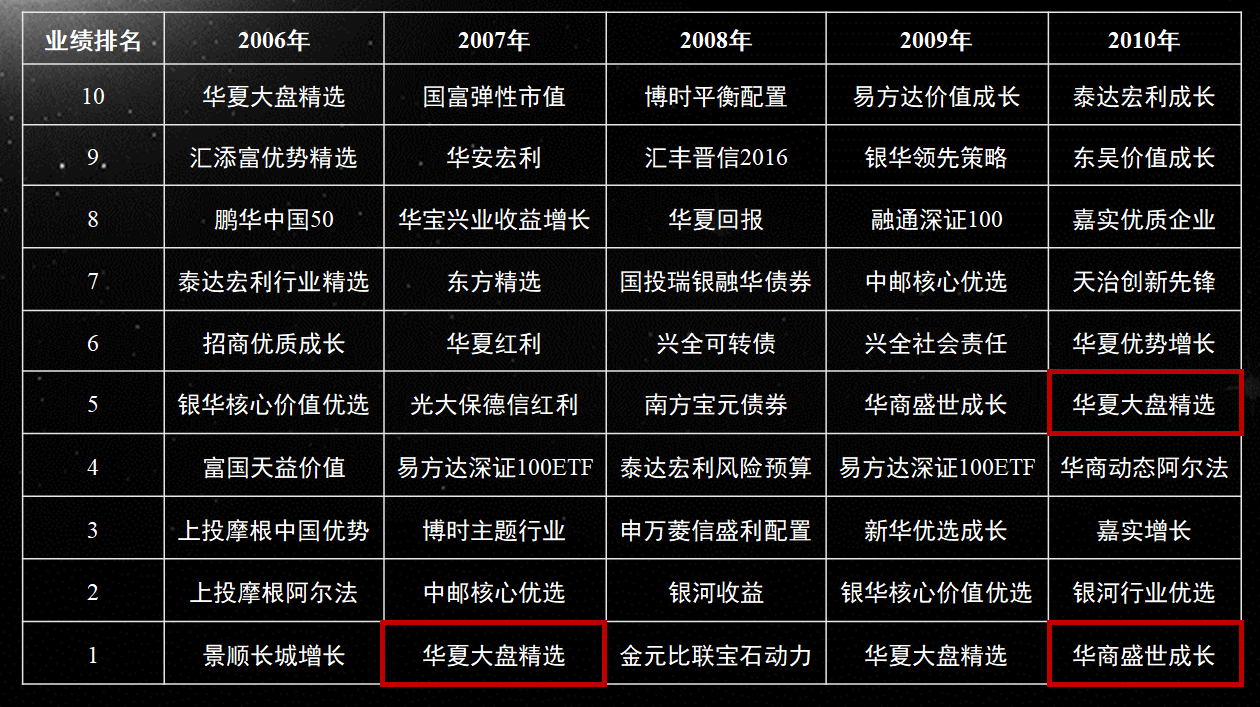 业绩排名 2006年 2007年 2008年 2009年 2010年
10 华夏大盘精选 国富弹性市值 博时平衡配置 易方达价值成长 泰达宏利成长
9 汇添富优势精选 华安宏利 汇丰晋信2016 银华领先策略 东吴价值成长
8 鹏华中国50 华宝兴业收益增长 华夏回报 融通深证100 嘉实优质企业
7 泰达宏利行业精选 东方精选 国投瑞银融华债券 中邮核心优选 天治创新先锋
6 招商优质成长 华夏红利 兴全可转债 兴全社会责任 华夏优势增长
5 银华核心价值优选 光大保德信红利 南方宝元债券 华商盛世成长 华夏大盘精选
4 富国天益价值 易方达深证100ETF 泰达宏利风险预算 易方达深证100ETF 华商动态阿尔法
3 上投摩根中国优势 博时主题行业 申万菱信盛利配置 新华优选成长 嘉实增长
2 上投摩根阿尔法 中邮核心优选 银河收益 银华核心价值优选 银河行业优选
1 景顺长城增长 华夏大盘精选 金元比联宝石动力 华夏大盘精选 华商盛世成长